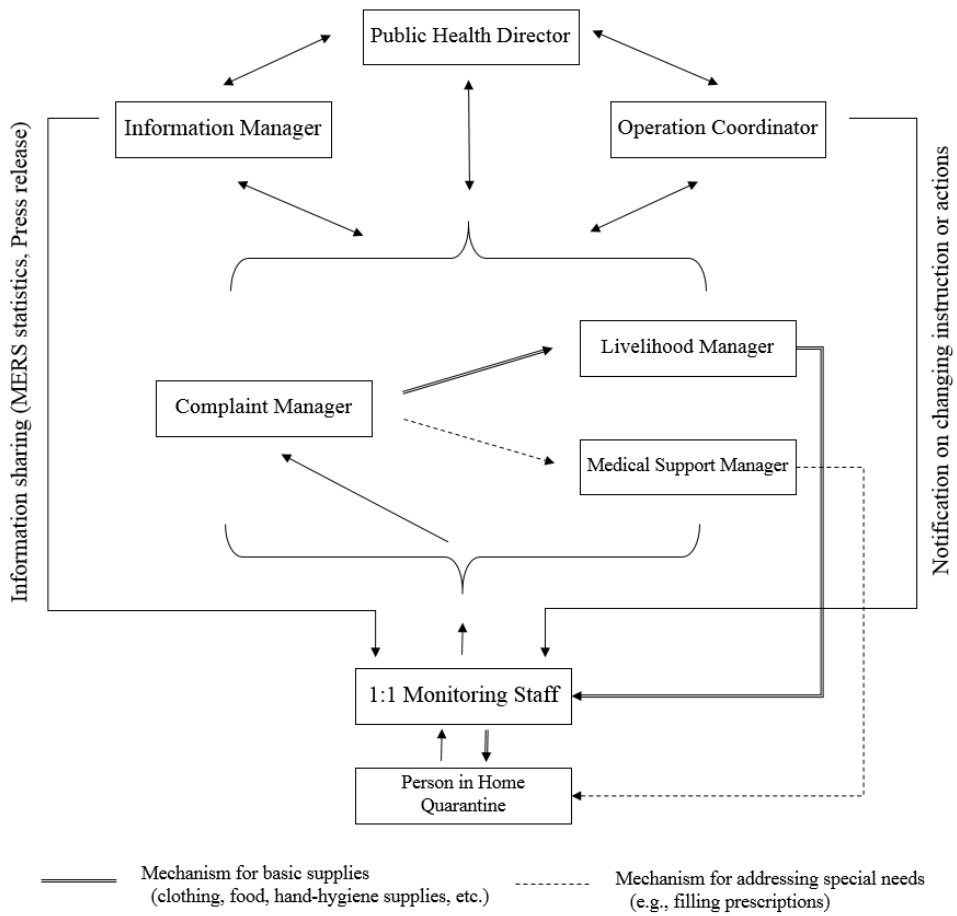 Public Health Director
Information Manager
Operation Coordinator
Information sharing (MERS statistics, Press release)
Notification on changing instruction or actions
Livelihood Manager
Complaint Manager
Medical Support Manager
1:1 Monitoring Staff
Person in Home
Quarantine
Mechanism for basic supplies
(clothing, food, hand-hygiene supplies, etc.)
Mechanism for addressing special needs
(e.g., filling prescriptions)